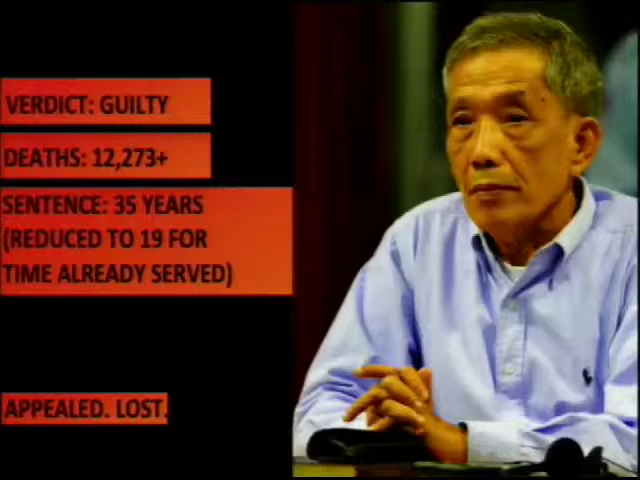 VERDICT: GUILTY
DEATHS: 12,273+
SENTENCE: 35 YEARS
(REDUCED TO 19 FOR
TIME ALREADY SERVED)
APPEALED. LOST.